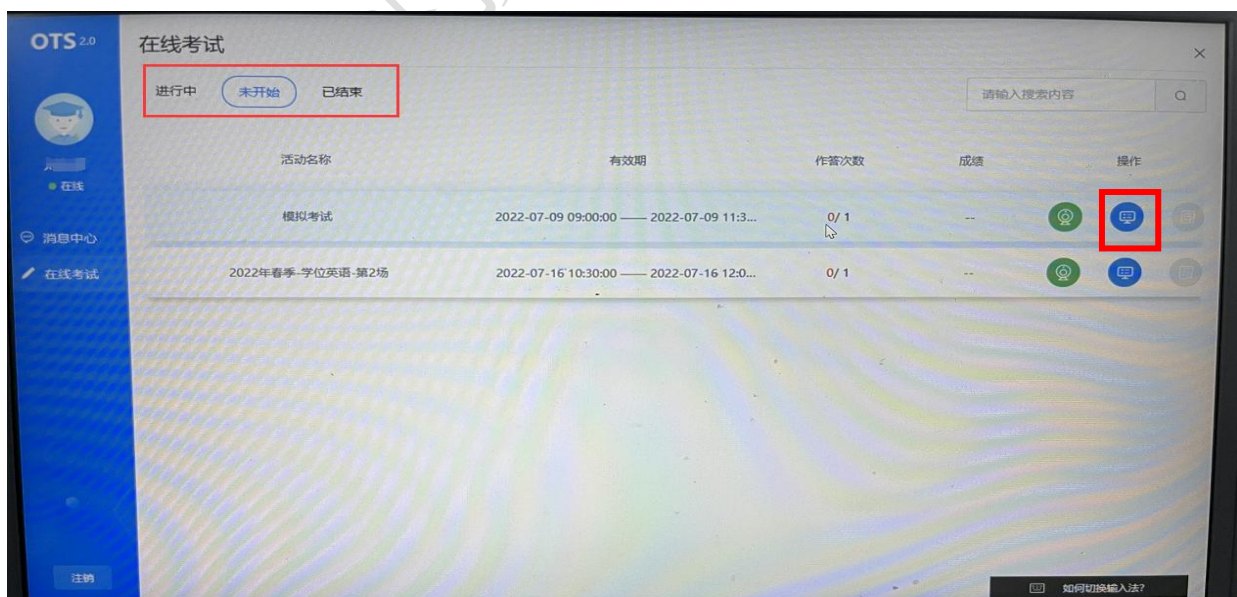 OTS 2.0
在线考试
进行中 未开始 已结束
请输入搜索内容
活动名称 有效期 作答次数 成绩 操作
在线
模拟考试 2022-07-09 09:00:00 —— 2022-07-09 11:3... 0/ 1 --
消息中心
在线考试
2022年春季-学位英语-第2场 2022-07-16 10:30:00 —— 2022-07-16 12:0... 0/ 1 --
注销
如何切换输入法?